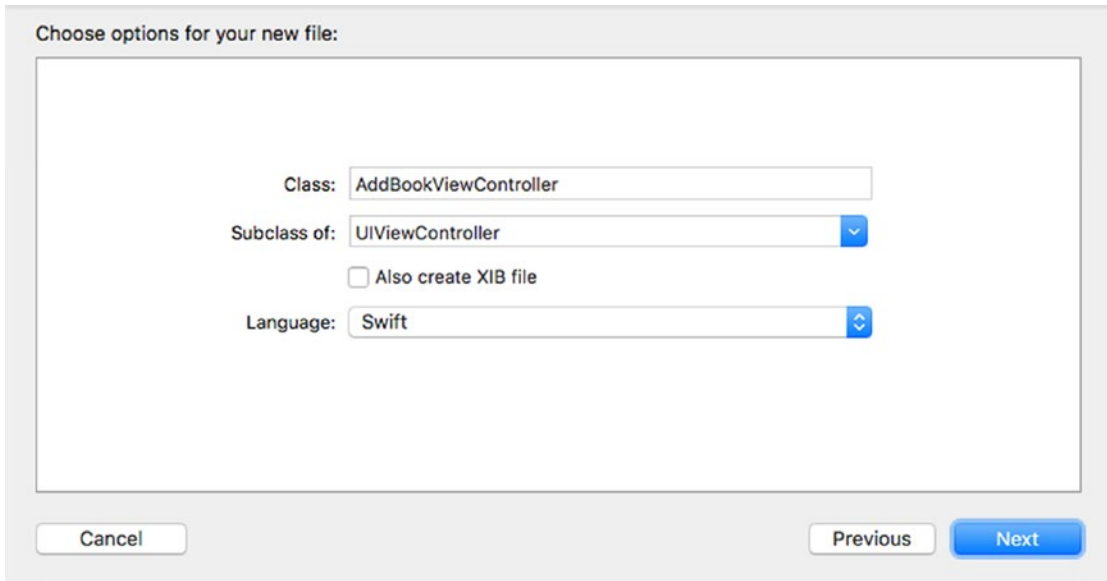 Choose options for your new file:
Class: AddBookViewController
Subclass of: UIViewController
Also create XIB file
Language: Swift
Cancel Previous Next